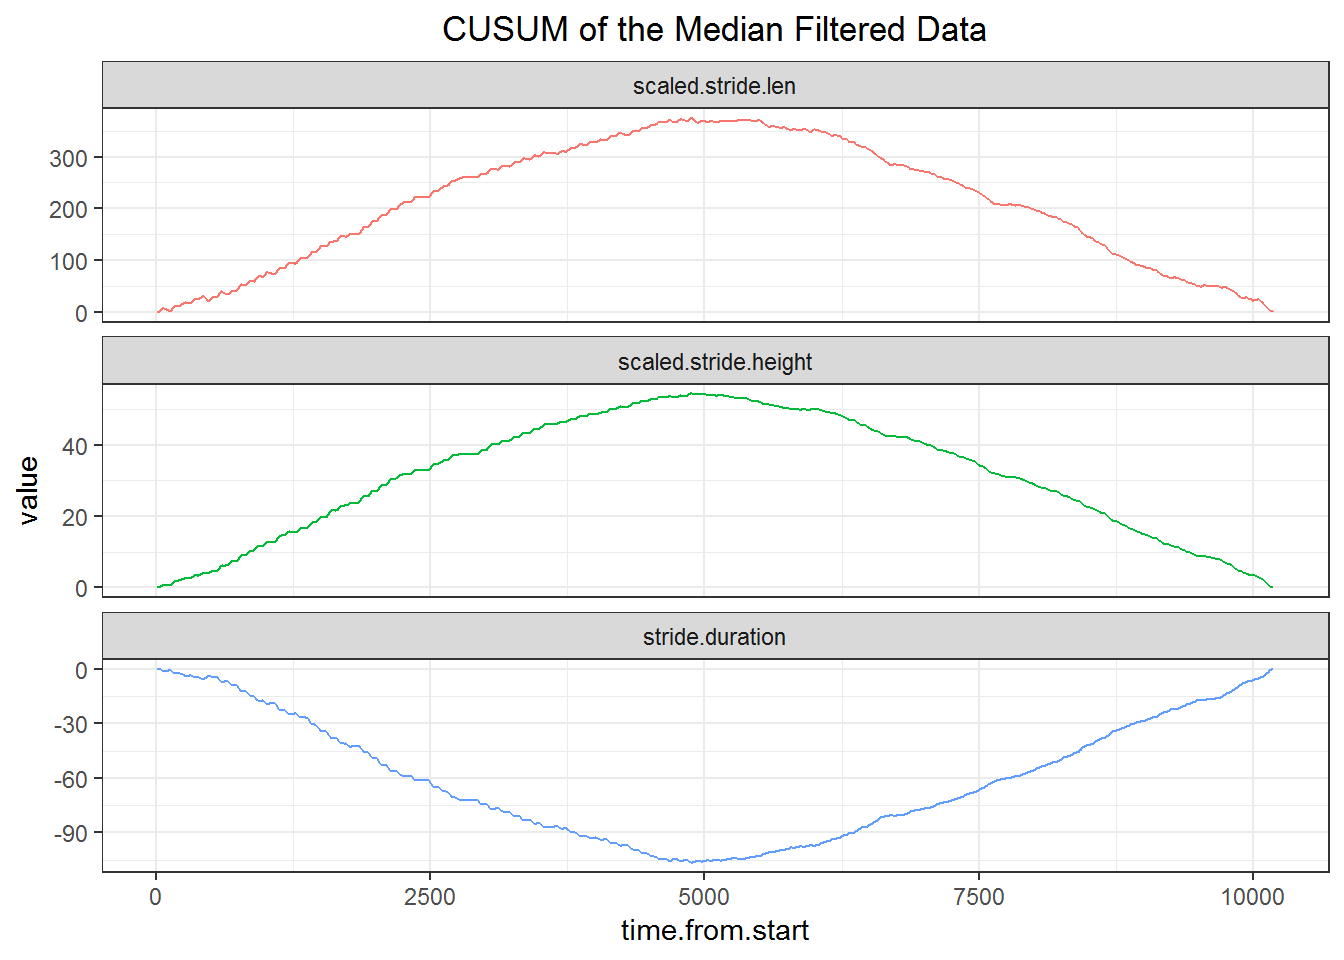 CUSUM of the Median Filtered Data
scaled.stride.len
300
200
100
0
scaled.stride.height
40
20
0
value
stride.duration
0
-30
-60
-90
0 2500 5000 7500 10000
time.from.start